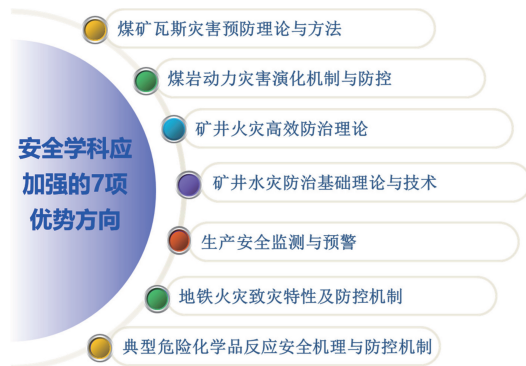 安全学科应
加强的7项
优势方向
煤矿瓦斯灾害预防理论与方法
煤岩动力灾害演化机制与防控
矿井火灾高效防治理论
矿井水灾防治基础理论与技术
生产安全监测与预警
地铁火灾致灾特性及防控机制
典型危险化学品反应安全机理与防控机制